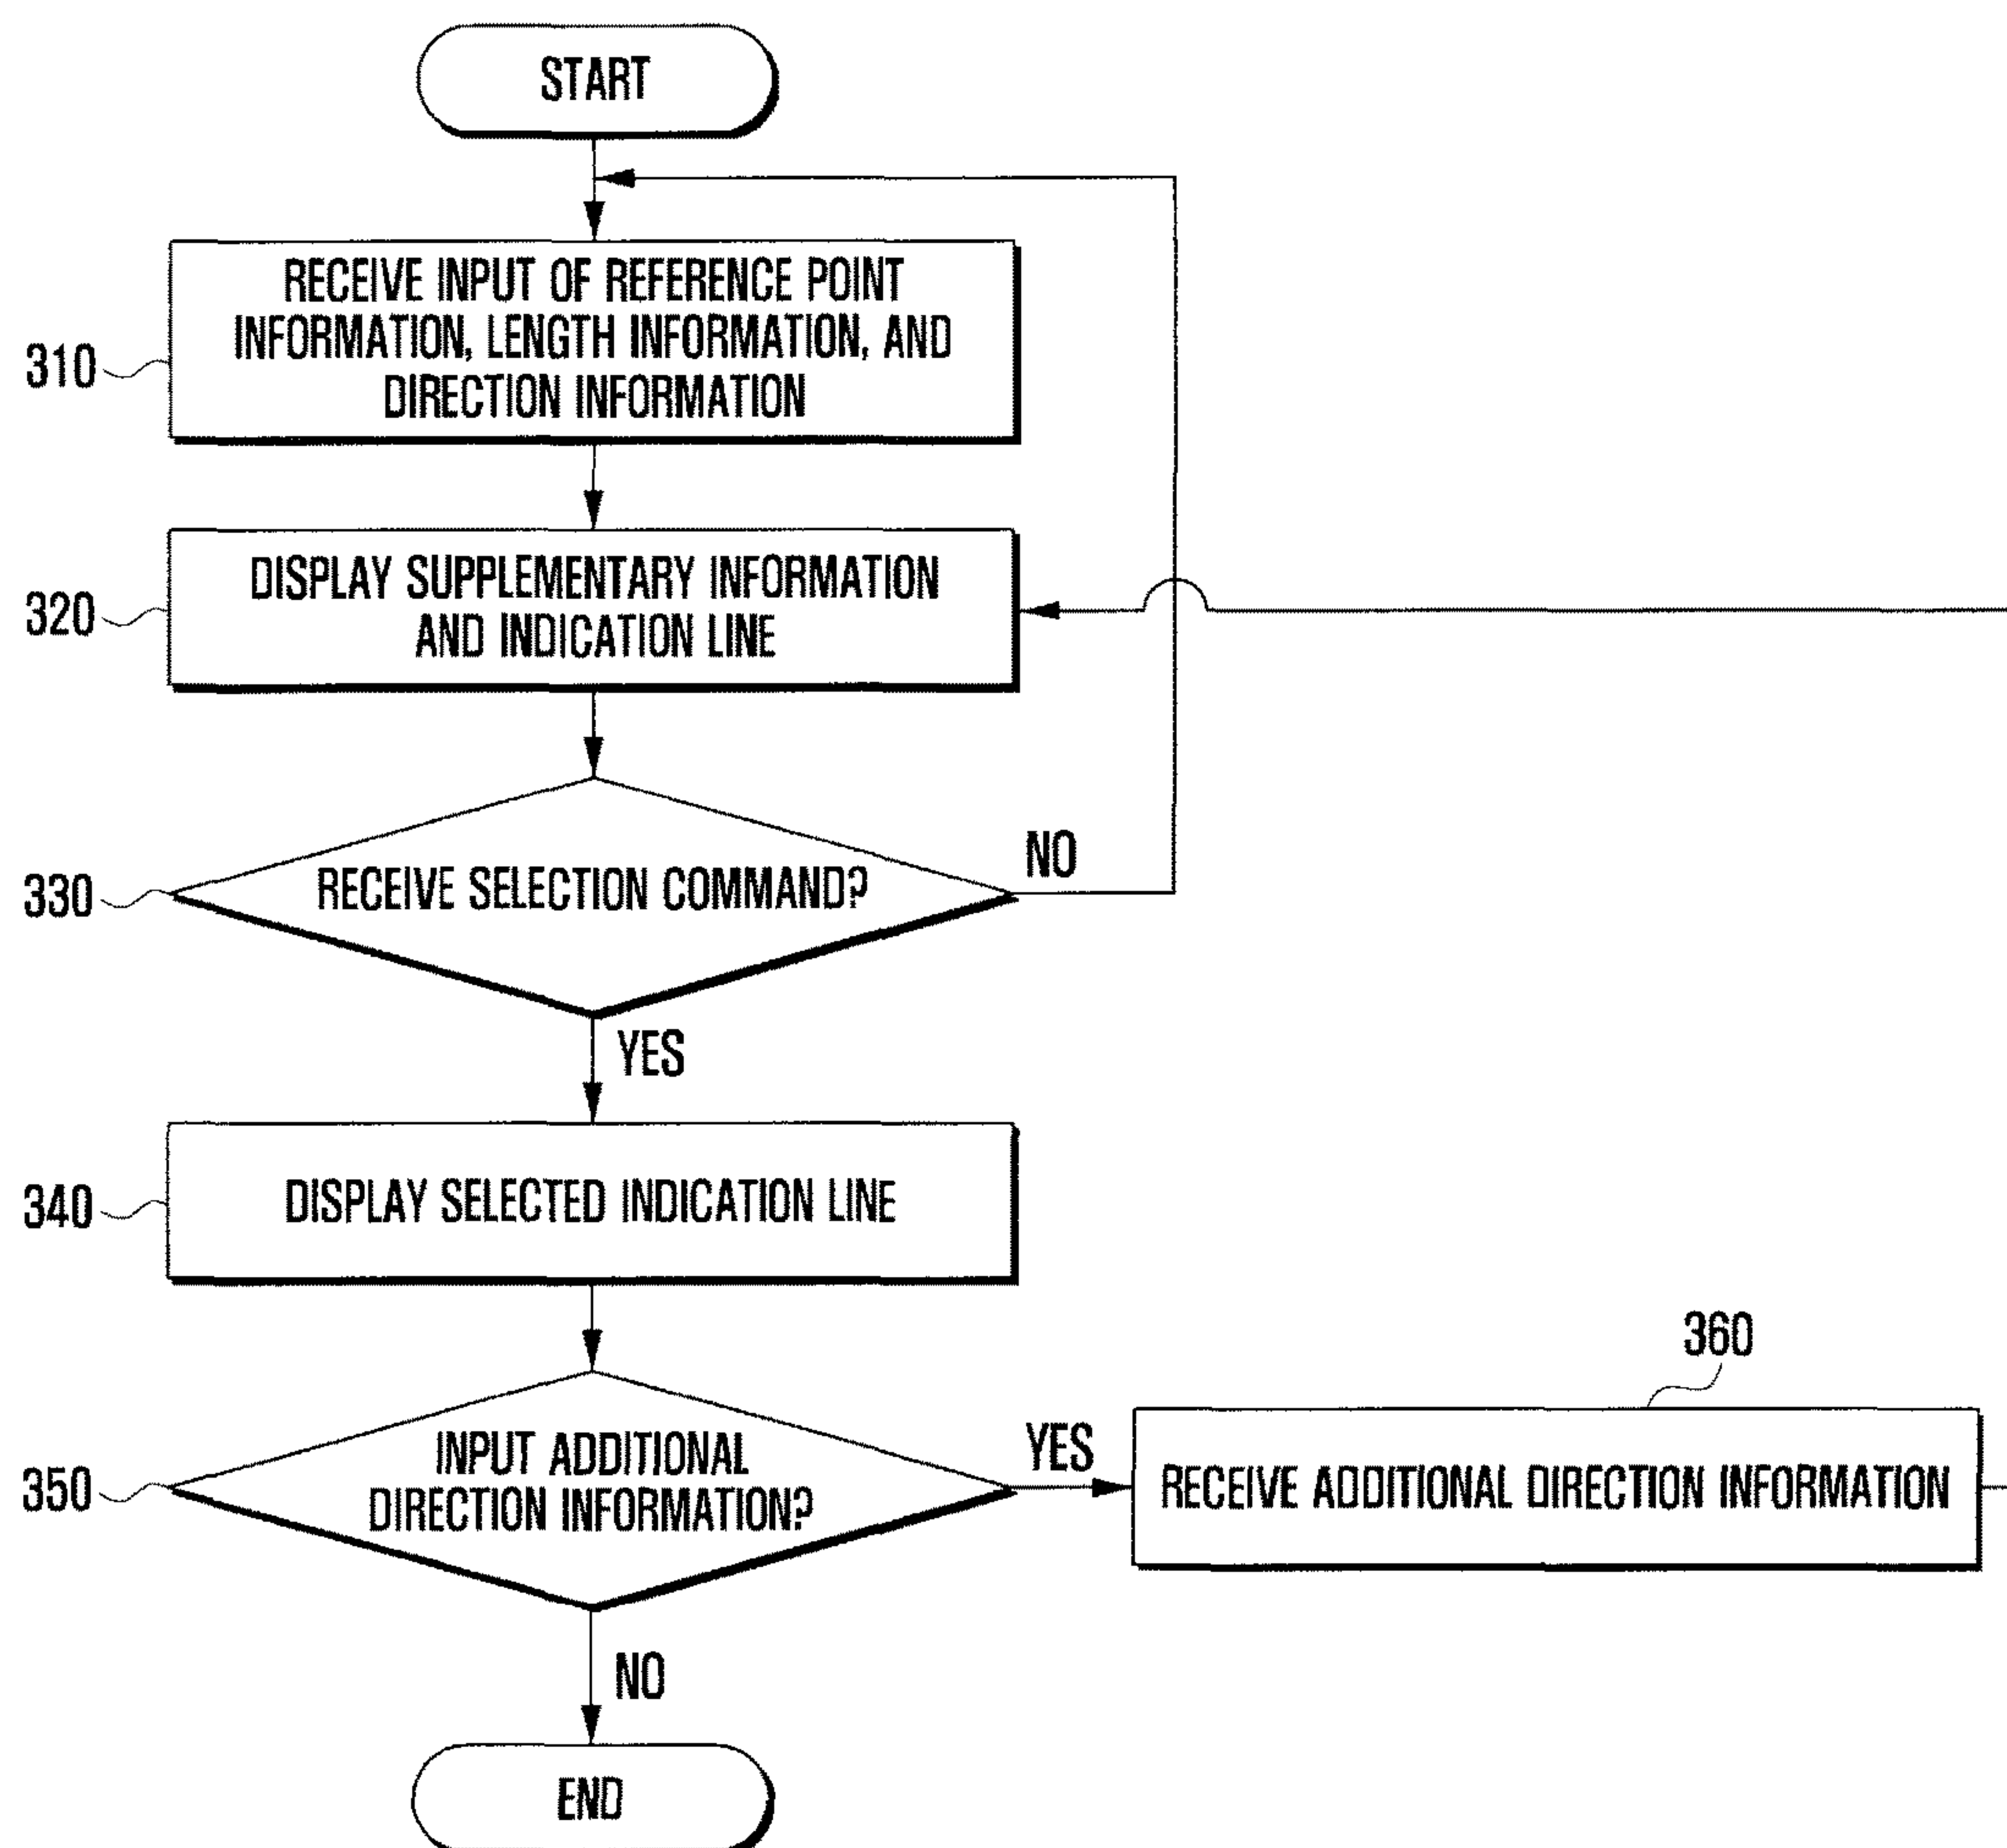 START
RECEIVE INPUT OF REFERENCE POINT
INFORMATION, LENGTH INFORMATION, AND
DIRECTION INFORMATION
310
DISPLAY SUPPLEMENTARY INFORMATION
AND INDICATION LINE
320
RECEIVE SELECTION COMMAND?
330
NO
YES
DISPLAY SELECTED INDICATION LINE
340
INPUT ADDITIONAL
DIRECTION INFORMATION?
350
YES
360
RECEIVE ADDITIONAL DIRECTION INFORMATION
NO
END